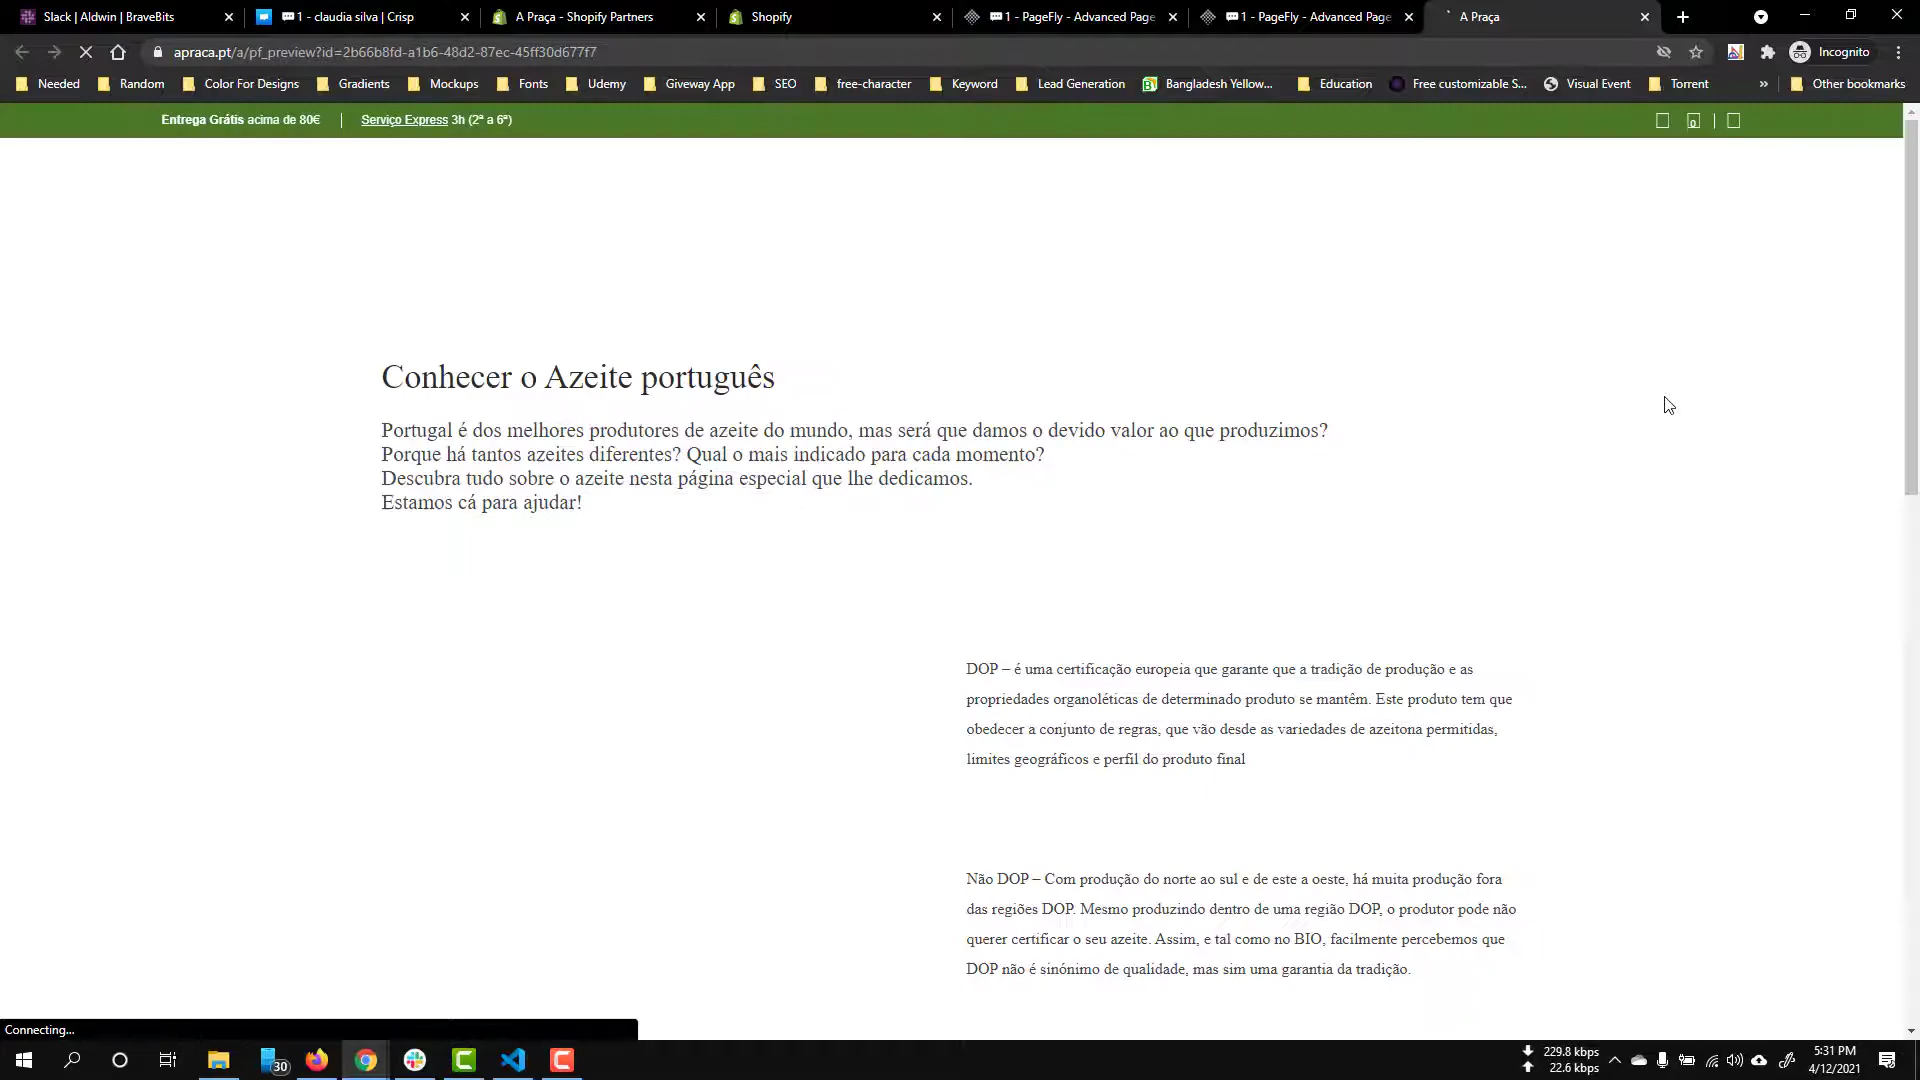 Slack | Aldwin | BraveBits
1 - claudia silva | Crisp
A Praça - Shopify Partners
Shopify
1 - PageFly - Advanced Page
1 - PageFly - Advanced Page
A Praça
apraca.pt/a/pf_preview?id=2b66b8fd-a1b6-48d2-87ec-45ff30d677f7
Incognito
Needed
Random
Color For Designs
Gradients
Mockups
Fonts
Udemy
Giveway App
SEO
free-character
Keyword
Lead Generation
Bangladesh Yellow...
Education
Free customizable S...
Visual Event
Torrent
»
Other bookmarks
Entrega Grátis acima de 80€ | Serviço Express 3h (2ª a 6ª)
0 |
Conhecer o Azeite português
Portugal é dos melhores produtores de azeite do mundo, mas será que damos o devido valor ao que produzimos?
Porque há tantos azeites diferentes? Qual o mais indicado para cada momento?
Descubra tudo sobre o azeite nesta página especial que lhe dedicamos.
Estamos cá para ajudar!
DOP – é uma certificação europeia que garante que a tradição de produção e as
propriedades organoléticas de determinado produto se mantêm. Este produto tem que
obedecer a conjunto de regras, que vão desde as variedades de azeitona permitidas,
limites geográficos e perfil do produto final
Não DOP – Com produção do norte ao sul e de este a oeste, há muita produção fora
das regiões DOP. Mesmo produzindo dentro de uma região DOP, o produtor pode não
querer certificar o seu azeite. Assim, e tal como no BIO, facilmente percebemos que
DOP não é sinónimo de qualidade, mas sim uma garantia da tradição.
Connecting...
30
229.8 kbps
22.6 kbps
5:31 PM
4/12/2021